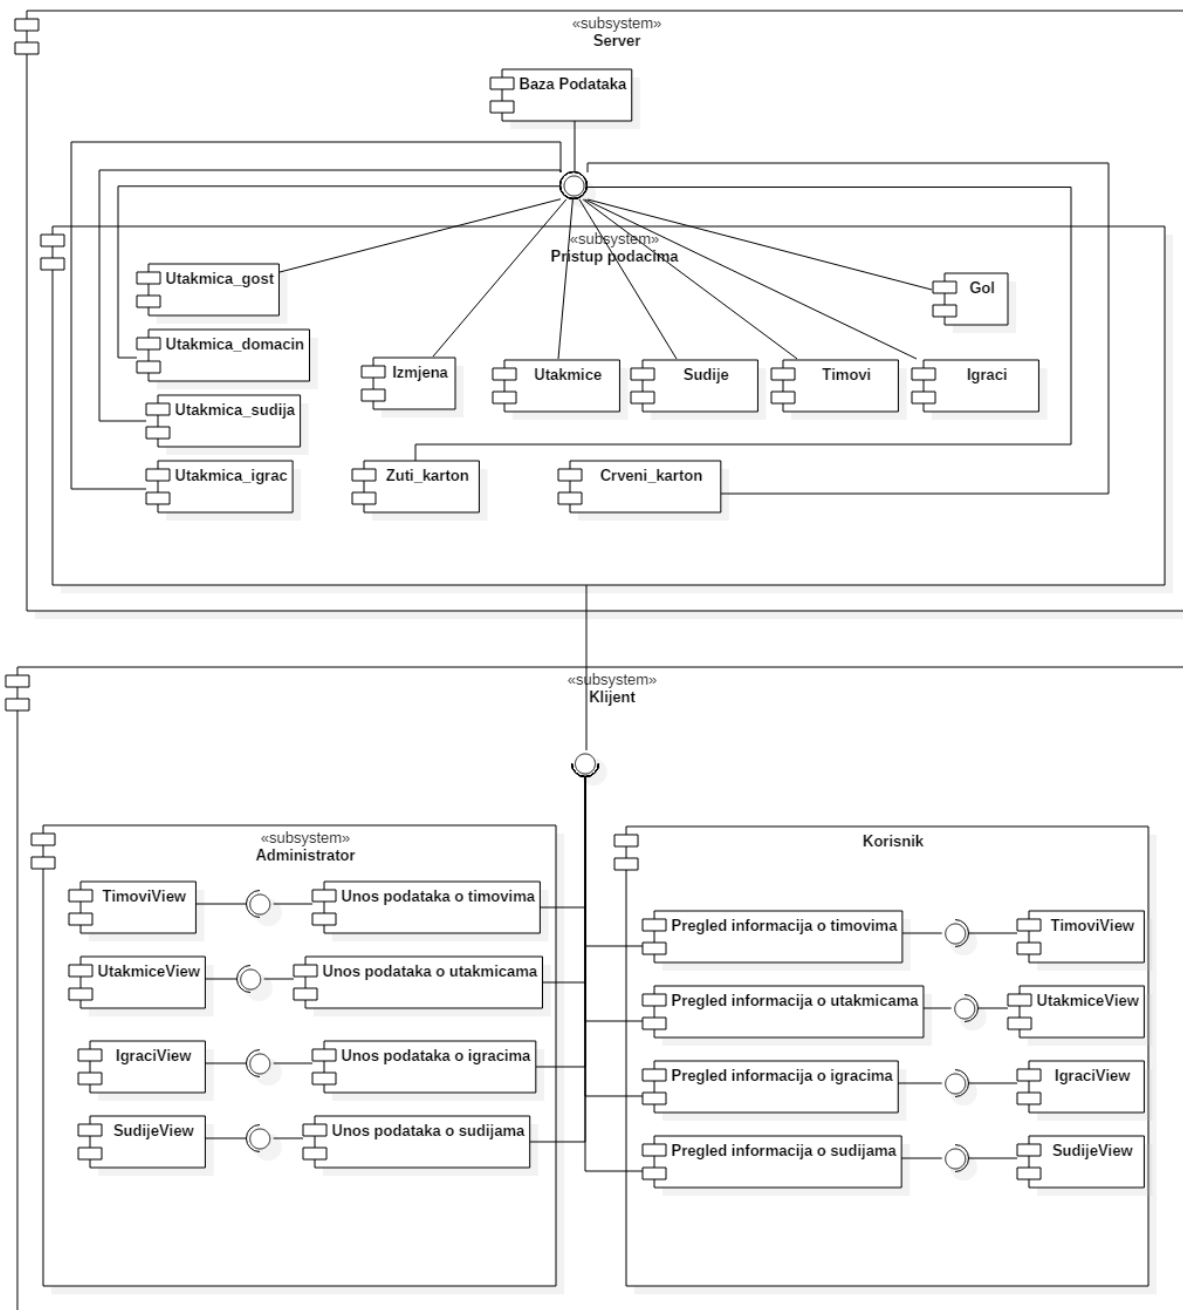 «subsystem»
Server
Baza Podataka
«subsystem»
Pristup podacima
Utakmica_gost
Gol
Utakmica_domacin
Izmjena
Utakmice
Sudije
Timovi
Igraci
Utakmica_sudija
Utakmica_igrac
Zuti_karton
Crveni_karton
«subsystem»
Klijent
«subsystem»
Administrator
TimoviView
Unos podataka o timovima
UtakmiceView
Unos podataka o utakmicama
IgraciView
Unos podataka o igracima
SudijeView
Unos podataka o sudijama
Korisnik
Pregled informacija o timovima
TimoviView
Pregled informacija o utakmicama
UtakmiceView
Pregled informacija o igracima
IgraciView
Pregled informacija o sudijama
SudijeView